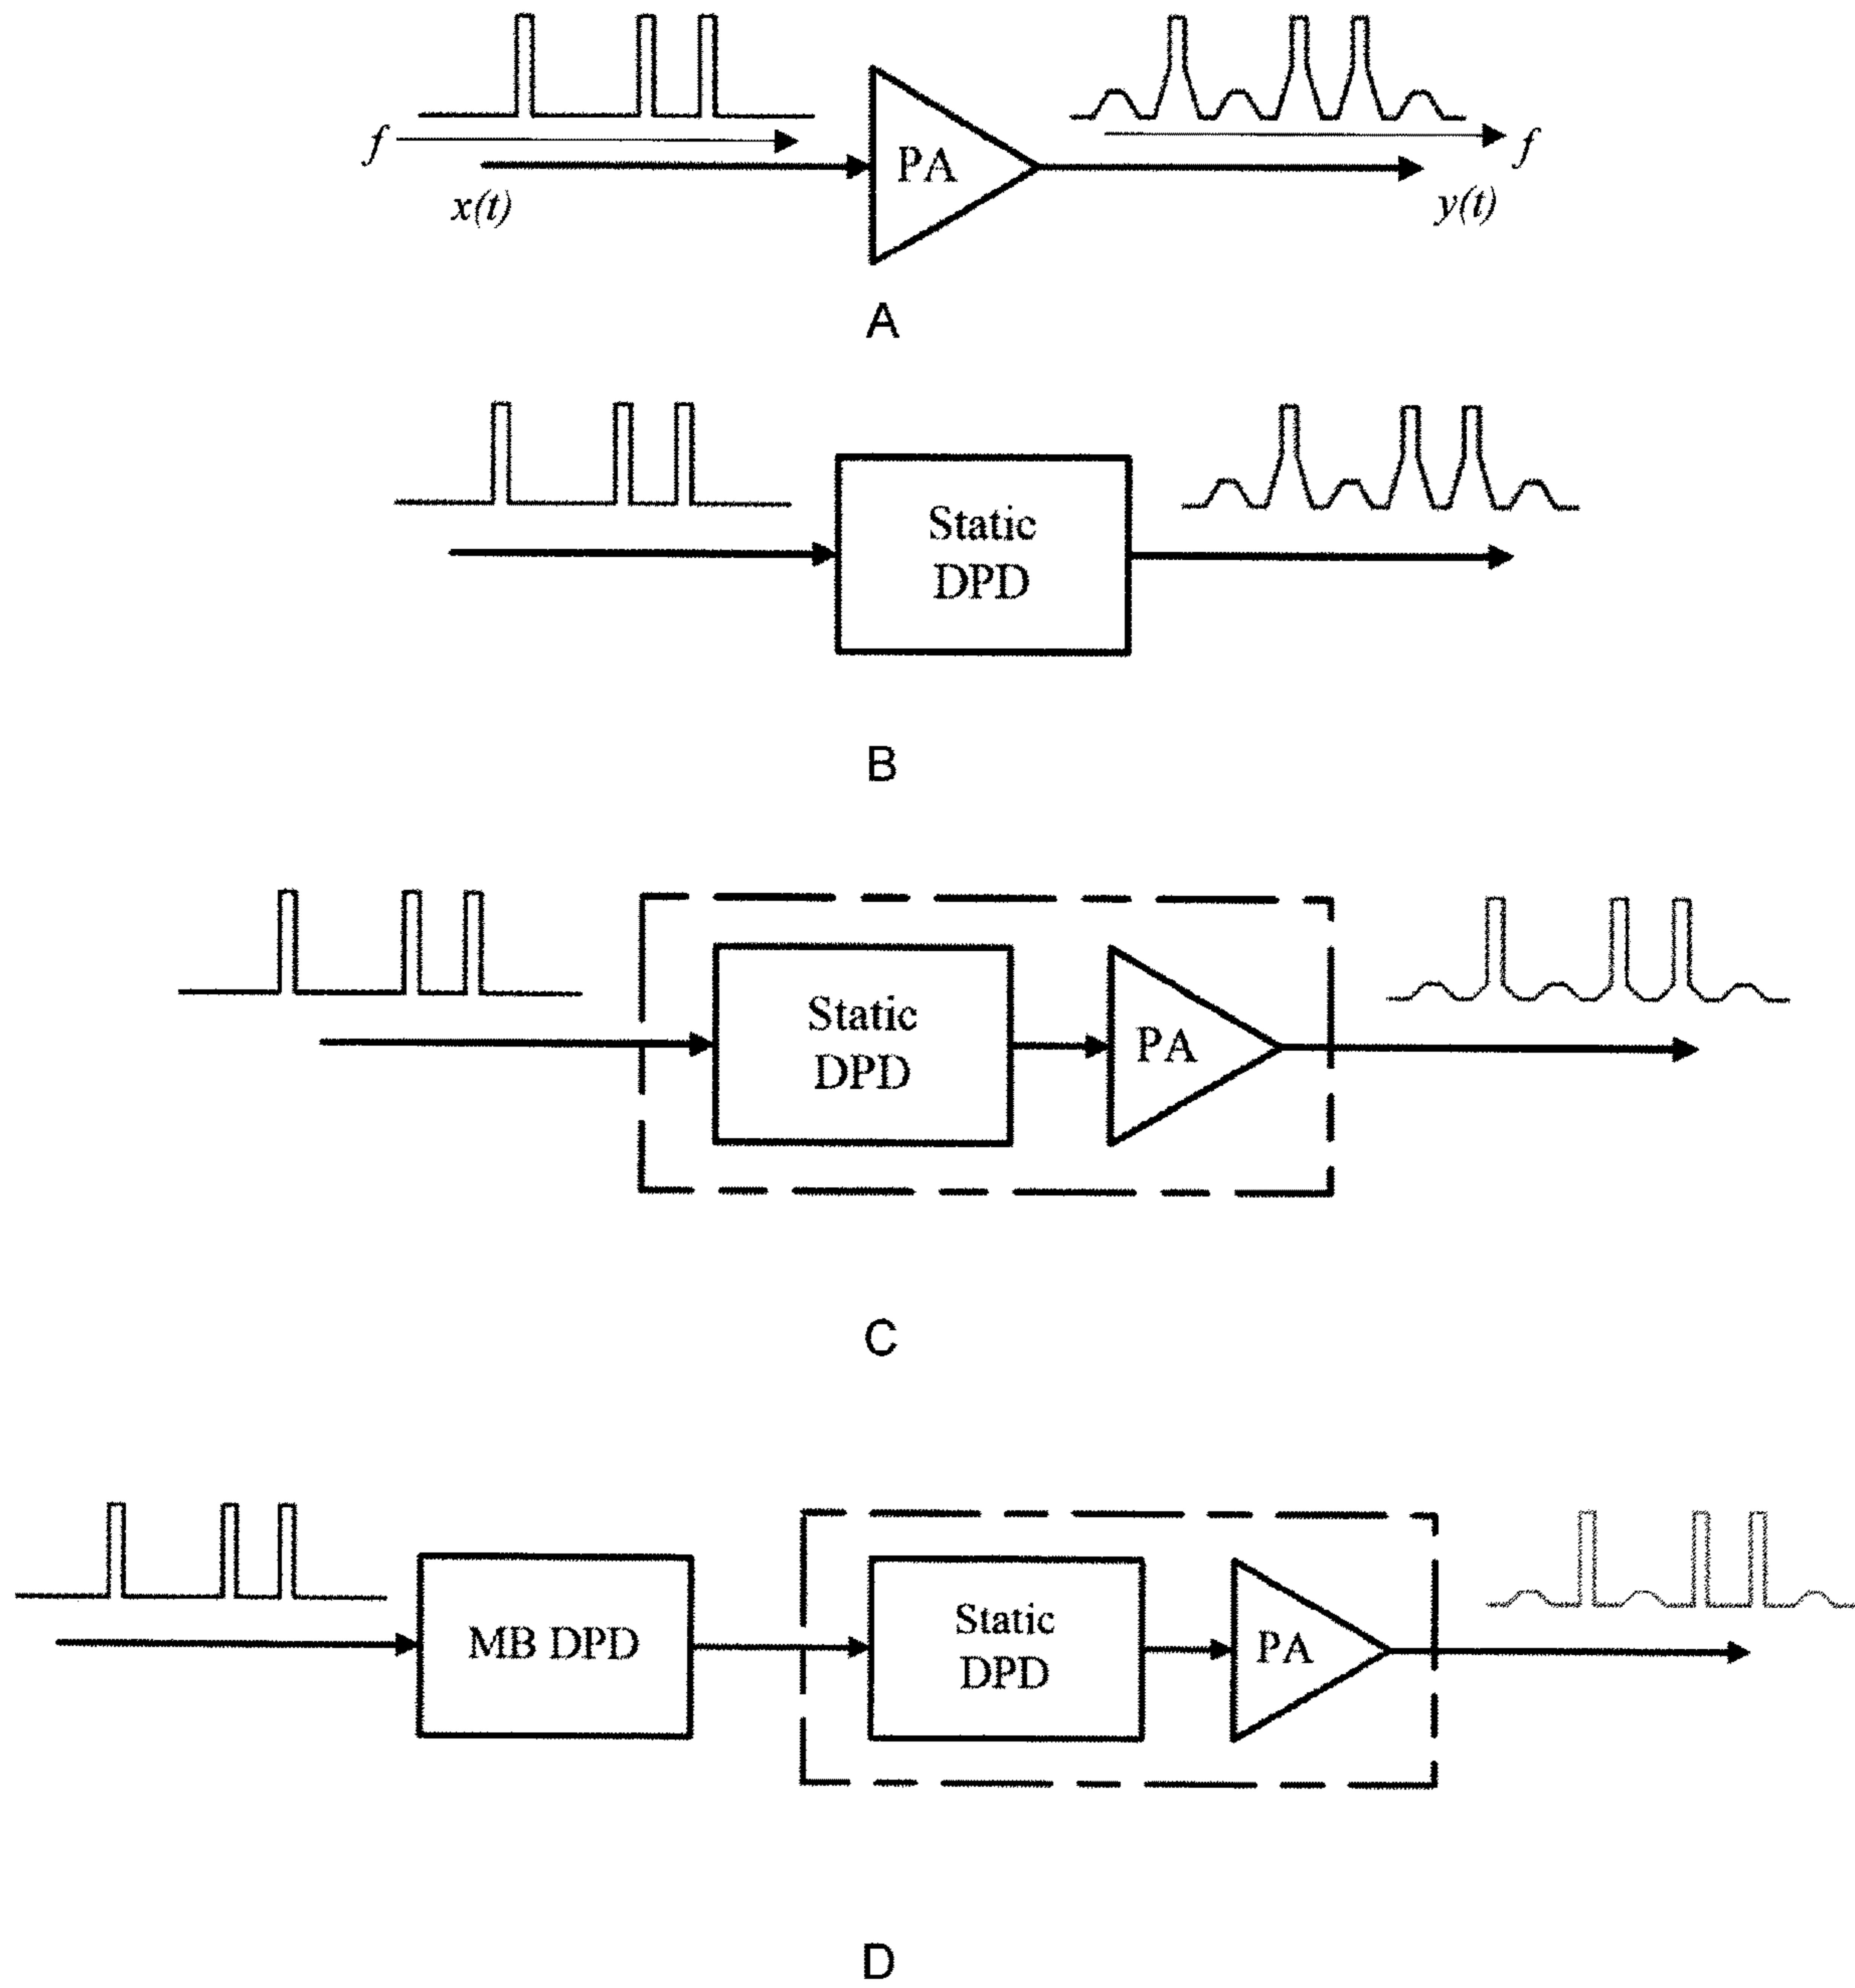 f
f
PA
x(t)
y(t)
A
Static
DPD
B
Static
DPD
PA
C
MB DPD
Static
DPD
PA
D